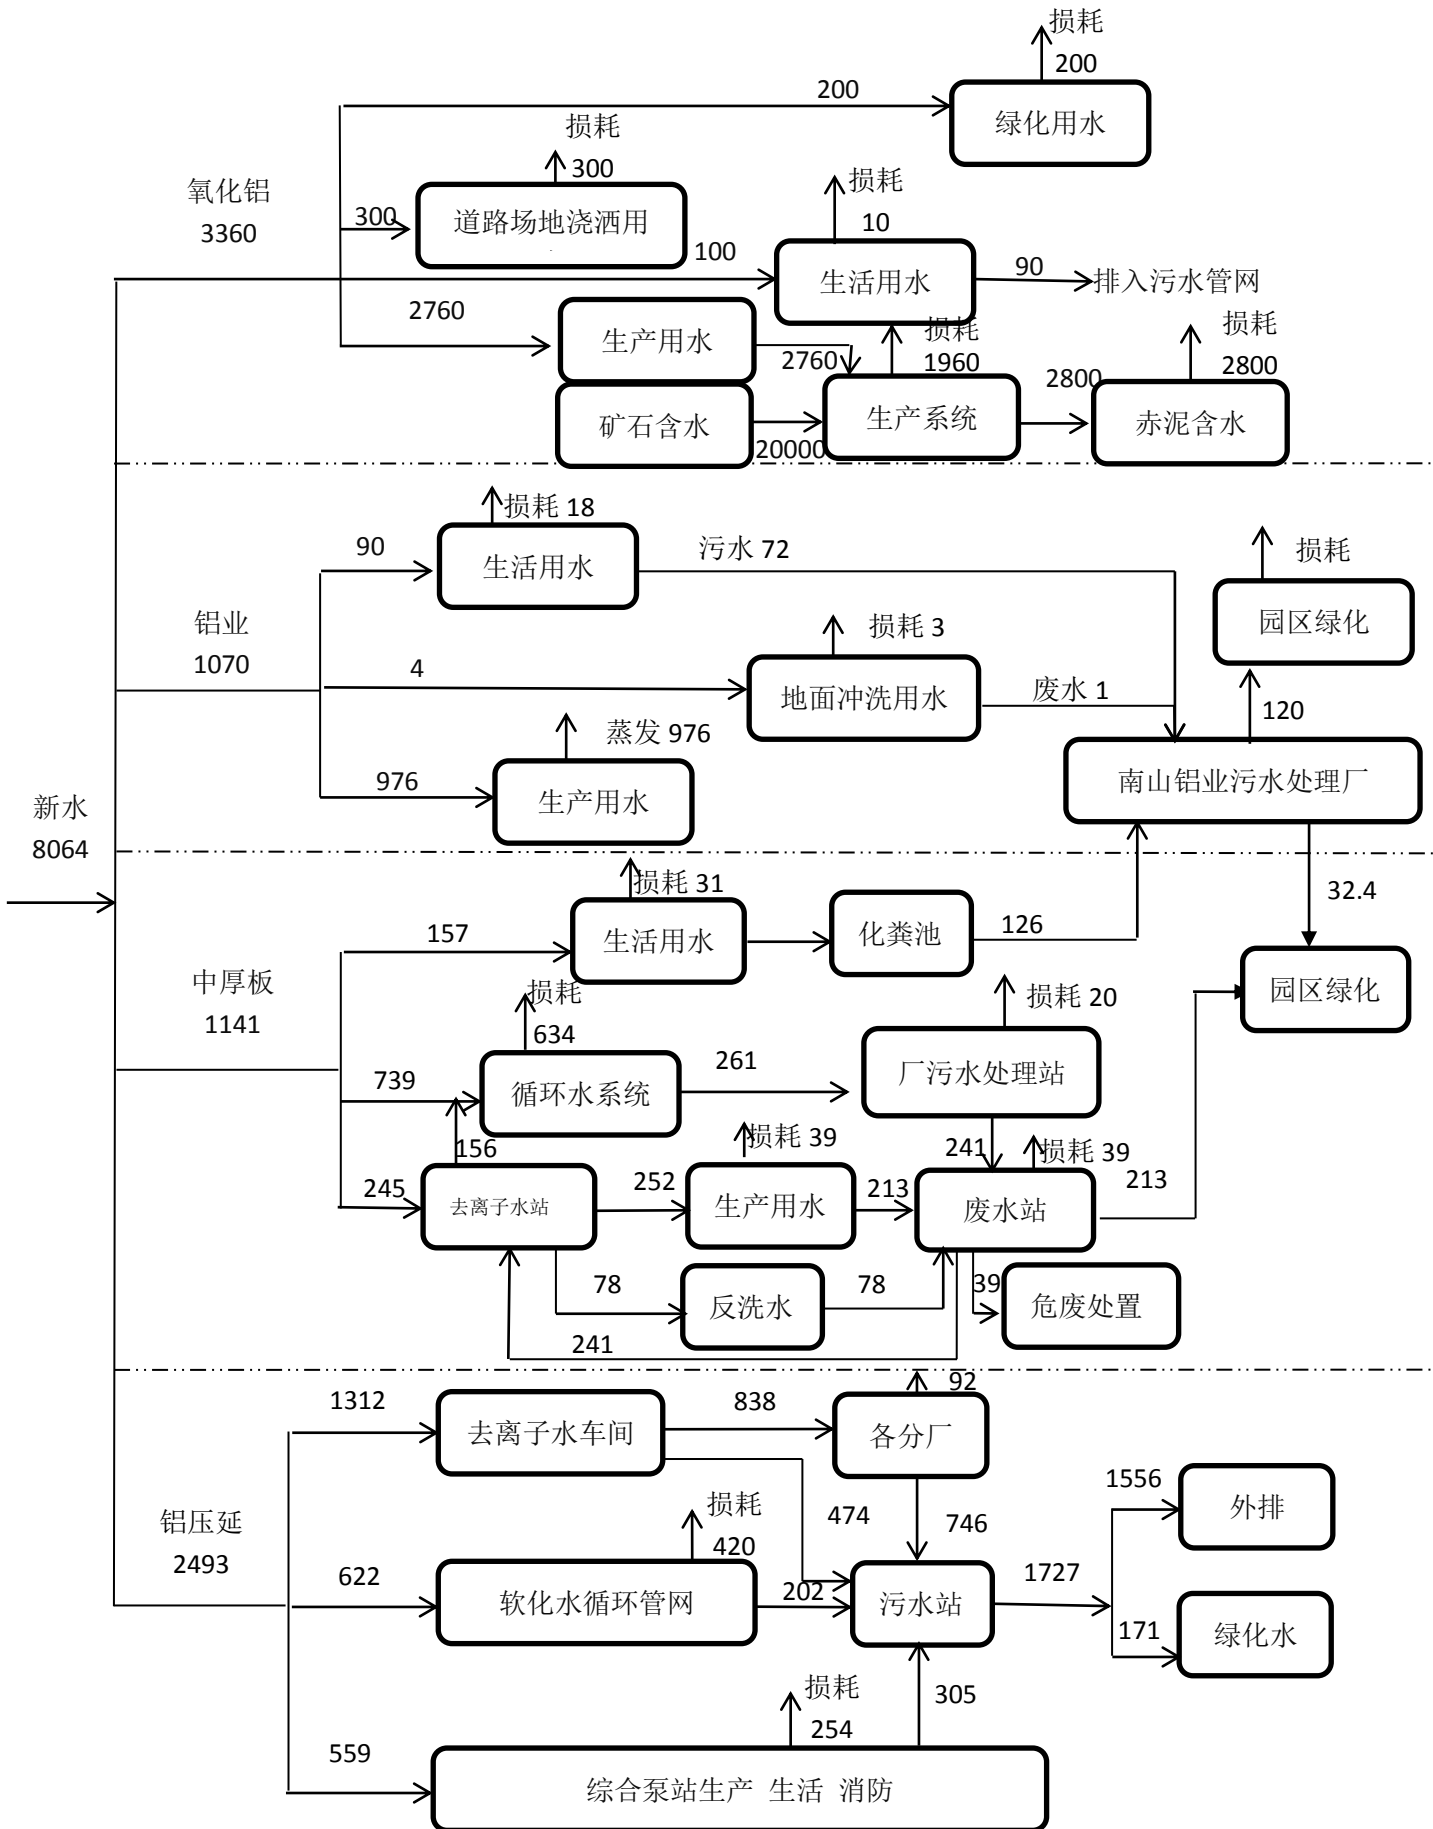 损耗
200
200
绿化用水
损耗
300
氧化铝
3360
300
道路场地浇洒用
损耗
10
100
生活用水
90
排入污水管网
2760
生产用水
2760
损耗
1960
损耗
2800
2800
矿石含水
20000
生产系统
赤泥含水
损耗 18
90
生活用水
污水 72
损耗
园区绿化
铝业
1070
4
损耗 3
地面冲洗用水
废水 1
120
蒸发 976
976
生产用水
南山铝业污水处理厂
新水
8064
损耗 31
157
生活用水
化粪池
126
32.4
中厚板
1141
损耗
634
损耗 20
园区绿化
739
循环水系统
261
厂污水处理站
156
损耗 39
241
损耗 39
245
去离子水站
252
生产用水
213
废水站
213
78
反洗水
78
39
危废处置
241
1312
去离子水车间
838
92
各分厂
铝压延
2493
损耗
420
474
746
1556
外排
622
软化水循环管网
202
污水站
1727
171
绿化水
损耗
254
305
559
综合泵站生产 生活 消防